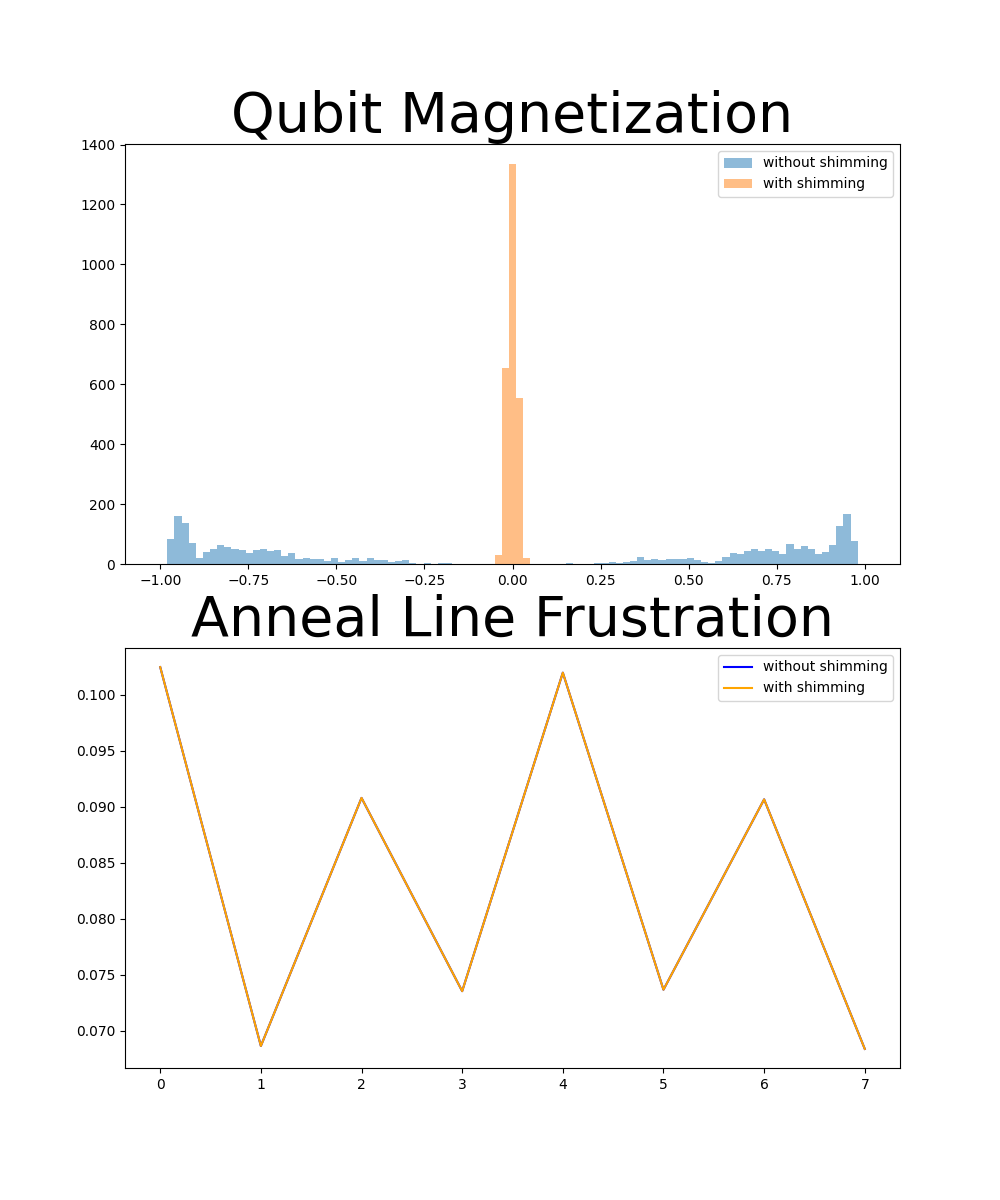 Qubit Magnetization
1400
1200
1000
800
600
400
200
0
without shimming
with shimming
−1.00 −0.75 −0.50 −0.25 0.00 0.25 0.50 0.75 1.00
Anneal Line Frustration
0.100
0.095
0.090
0.085
0.080
0.075
0.070
without shimming
with shimming
0 1 2 3 4 5 6 7